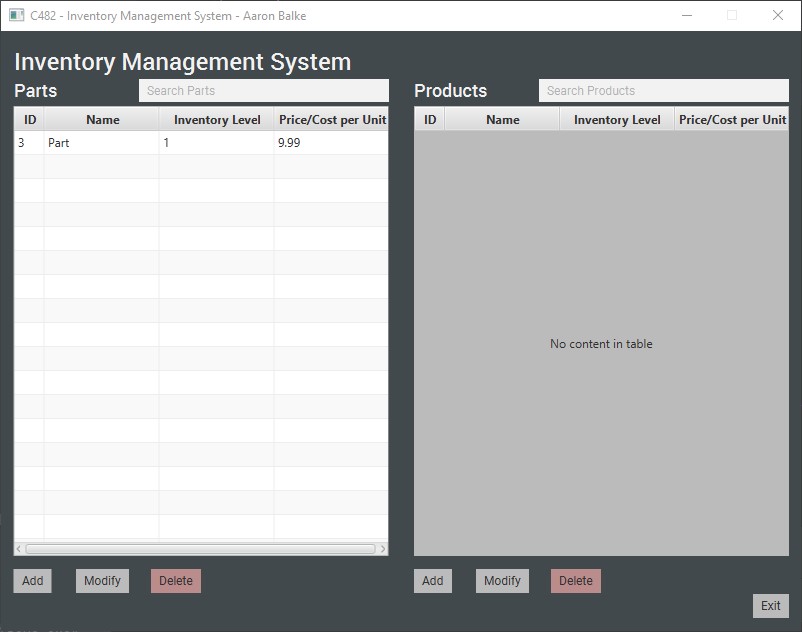 C482 - Inventory Management System - Aaron Balke
Inventory Management System
Parts
Search Parts
Products
Search Products
ID Name Inventory Level Price/Cost per Unit
3 Part 1 9.99
ID Name Inventory Level Price/Cost per Unit
No content in table
Add Modify Delete
Add Modify Delete
Exit